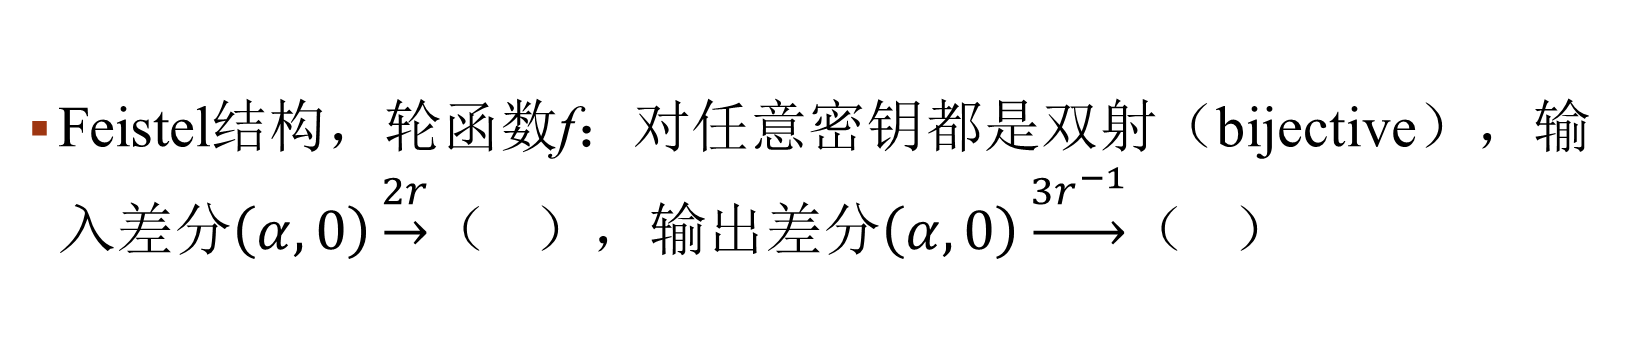 ▪Feistel结构，轮函数f：对任意密钥都是双射（bijective），输
入差分(α, 0) →^{2r}（ ），输出差分(α, 0) →^{3r^{-1}}（ ）